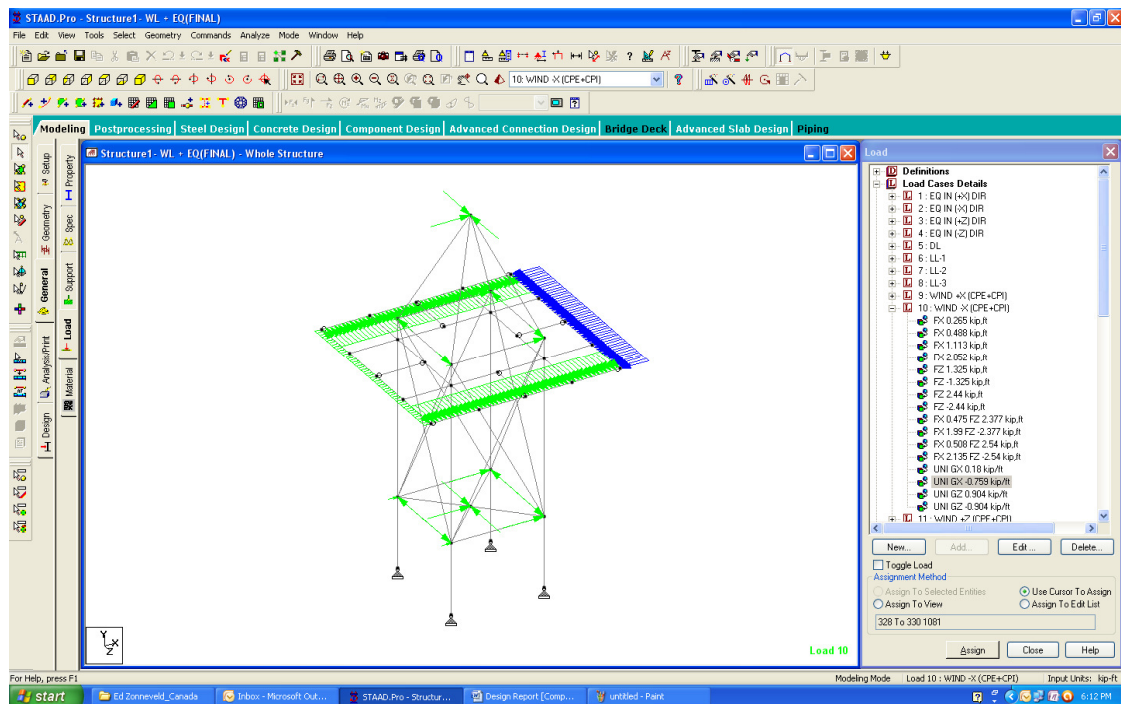 STAAD.Pro - Structure1- WL + EQ(FINAL)
File Edit View Tools Select Geometry Commands Analyze Mode Window Help
10: WIND -X (CPE+CPI)
Modeling Postprocessing Steel Design Concrete Design Component Design Advanced Connection Design Bridge Deck Advanced Slab Design Piping
Setup
Geometry
General
Analysis/Print
Design
Property
Spec
Support
Load
Material
Structure1- WL + EQ(FINAL) - Whole Structure
Y
X
Z
Load 10
Load
Definitions
Load Cases Details
1 : EQ IN (+X) DIR
2 : EQ IN (-X) DIR
3 : EQ IN (+Z) DIR
4 : EQ IN (-Z) DIR
5 : DL
6 : LL-1
7 : LL-2
8 : LL-3
9 : WIND +X (CPE+CPI)
10 : WIND -X (CPE+CPI)
FX 0.265 kip,ft
FX 0.488 kip,ft
FX 1.113 kip,ft
FX 2.052 kip,ft
FZ 1.325 kip,ft
FZ -1.325 kip,ft
FZ 2.44 kip,ft
FZ -2.44 kip,ft
FX 0.475 FZ 2.377 kip,ft
FX 1.99 FZ -2.377 kip,ft
FX 0.508 FZ 2.54 kip,ft
FX 2.135 FZ -2.54 kip,ft
UNI GX 0.18 kip/ft
UNI GX -0.759 kip/ft
UNI GZ 0.904 kip/ft
UNI GZ -0.904 kip/ft
11 : WIND +Z (CPE+CPI)
New... Add... Edit ... Delete...
Toggle Load
Assignment Method
Assign To Selected Entities Use Cursor To Assign
Assign To View Assign To Edit List
328 To 330 1081
Assign Close Help
For Help, press F1 Modeling Mode Load 10 : WIND -X (CPE+CPI) Input Units: kip-ft
start Ed Zonneveld_Canada Inbox - Microsoft Out... STAAD.Pro - Structur... Design Report [Comp... untitled - Paint 6:12 PM